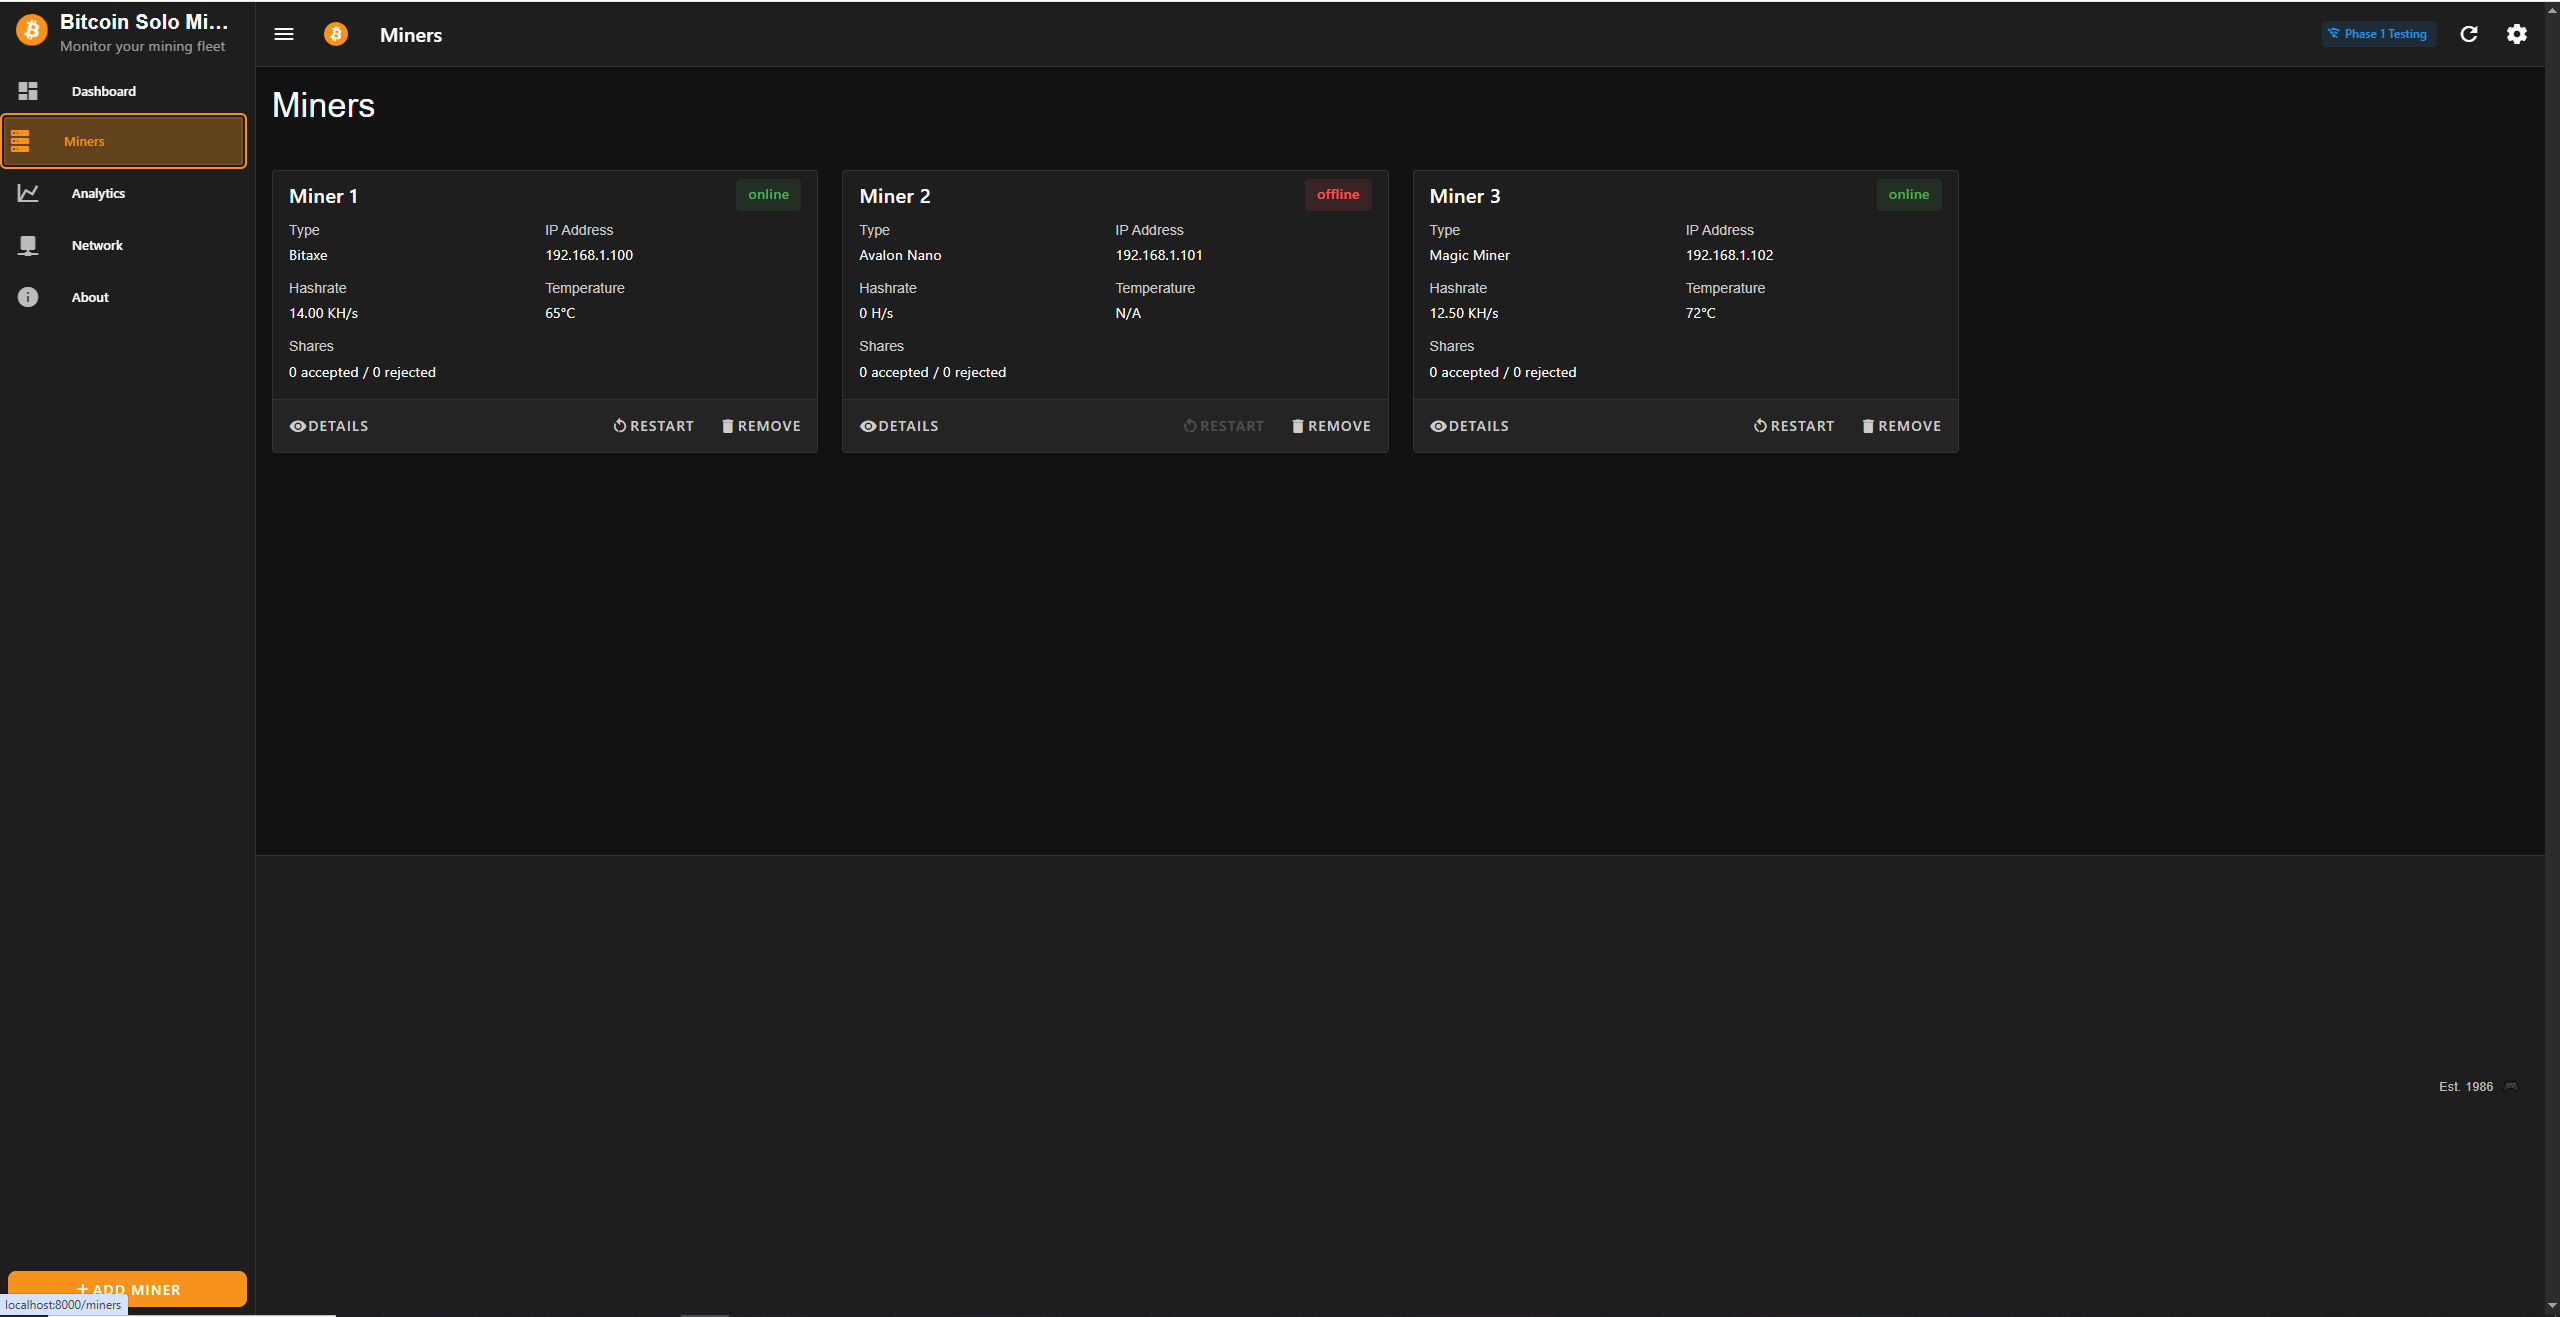 Bitcoin Solo Mi...
Monitor your mining fleet
Dashboard
Miners
Analytics
Network
About
+ ADD MINER
localhost:8000/miners
Miners
Phase 1 Testing
Miners
Miner 1
online
Type
IP Address
Bitaxe
192.168.1.100
Hashrate
Temperature
14.00 KH/s
65°C
Shares
0 accepted / 0 rejected
DETAILS
RESTART
REMOVE
Miner 2
offline
Type
IP Address
Avalon Nano
192.168.1.101
Hashrate
Temperature
0 H/s
N/A
Shares
0 accepted / 0 rejected
DETAILS
RESTART
REMOVE
Miner 3
online
Type
IP Address
Magic Miner
192.168.1.102
Hashrate
Temperature
12.50 KH/s
72°C
Shares
0 accepted / 0 rejected
DETAILS
RESTART
REMOVE
Est. 1986